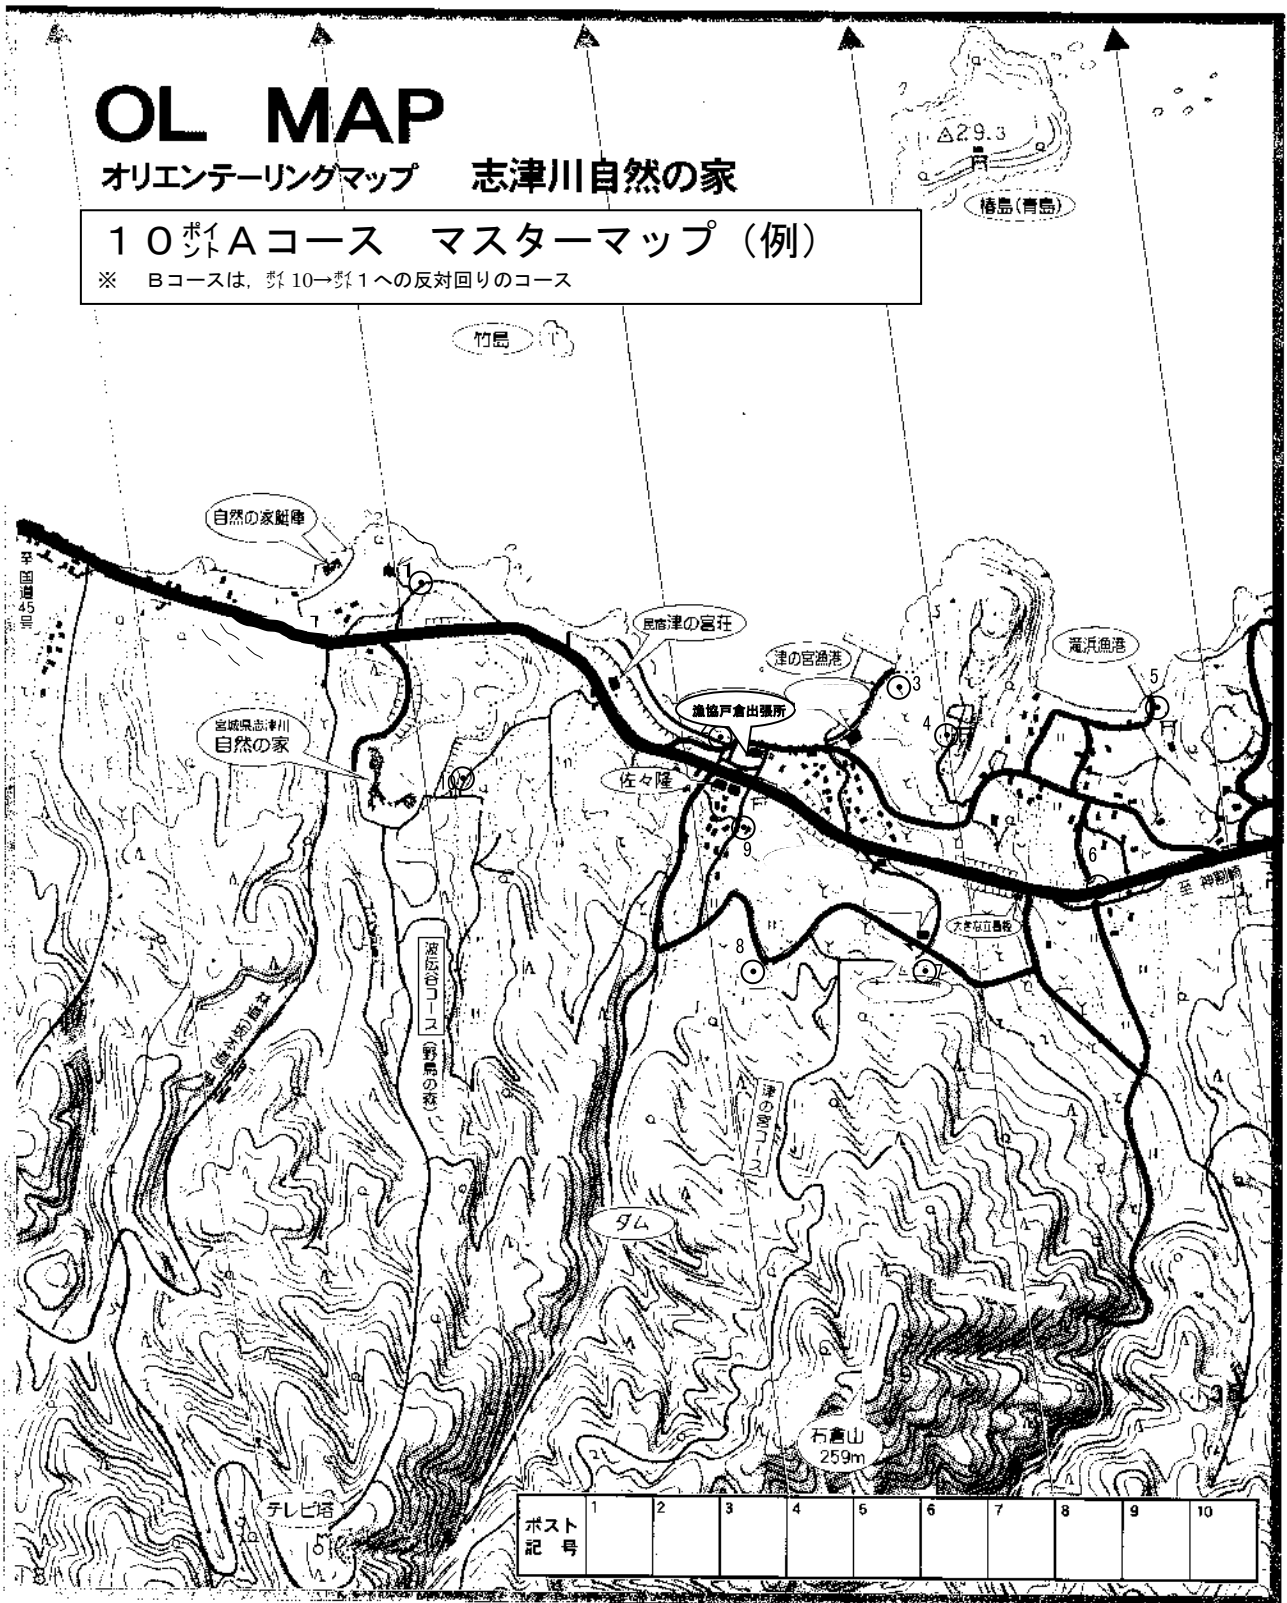 OL MAP
オリエンテーリングマップ 志津川自然の家
10ポイントAコース マスターマップ（例）
※ Bコースは，ポイント10→ポイント1への反対回りのコース
△29.3
椿島(青島)
竹島
自然の家艇庫
至国道45号
1
民宿津の宮荘
津の宮漁港
滝浜漁港
3
5
漁協戸倉出張所
4
宮城県志津川
自然の家
佐々隆
9
6
至 神割崎
大きな立看板
8
7
波伝谷コース (野鳥の森)
津の宮コース
ダム
石倉山
259m
テレビ塔
ポスト
記号
1 2 3 4 5 6 7 8 9 10